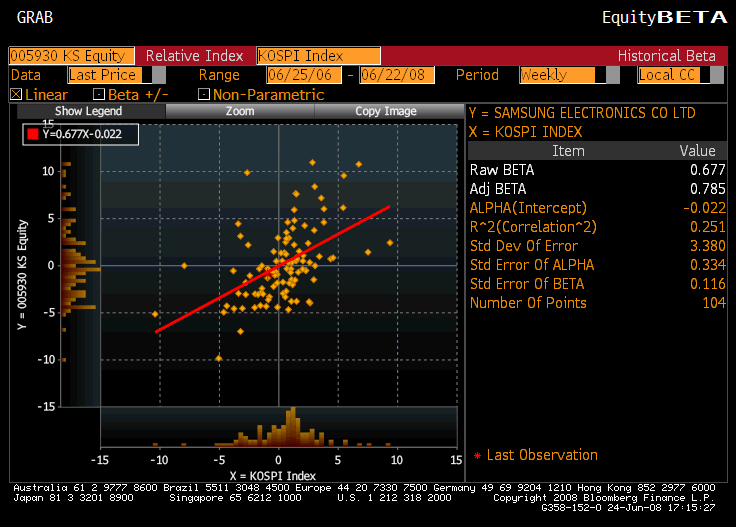 GRAB EquityBETA
005930 KS Equity Relative Index KOSPI Index Historical Beta
Data Last Price Range 06/25/06 - 06/22/08 Period Weekly Local CC
Linear Beta +/- Non-Parametric
Show Legend Zoom Copy Image
Y = SAMSUNG ELECTRONICS CO LTD
X = KOSPI INDEX
Item Value
Raw BETA 0.677
Adj BETA 0.785
ALPHA(Intercept) -0.022
R^2(Correlation^2) 0.251
Std Dev Of Error 3.380
Std Error Of ALPHA 0.334
Std Error Of BETA 0.116
Number Of Points 104
* Last Observation
15
Y=0.677X-0.022
10
5
0
-5
-10
-15
Y = 005930 KS Equity
-15 -10 -5 0 5 10 15
X = KOSPI Index
Australia 61 2 9777 8600 Brazil 5511 3048 4500 Europe 44 20 7330 7500 Germany 49 69 9204 1210 Hong Kong 852 2977 6000
Japan 81 3 3201 8900 Singapore 65 6212 1000 U.S. 1 212 318 2000 Copyright 2008 Bloomberg Finance L.P.
G358-152-0 24-Jun-08 17:15:27